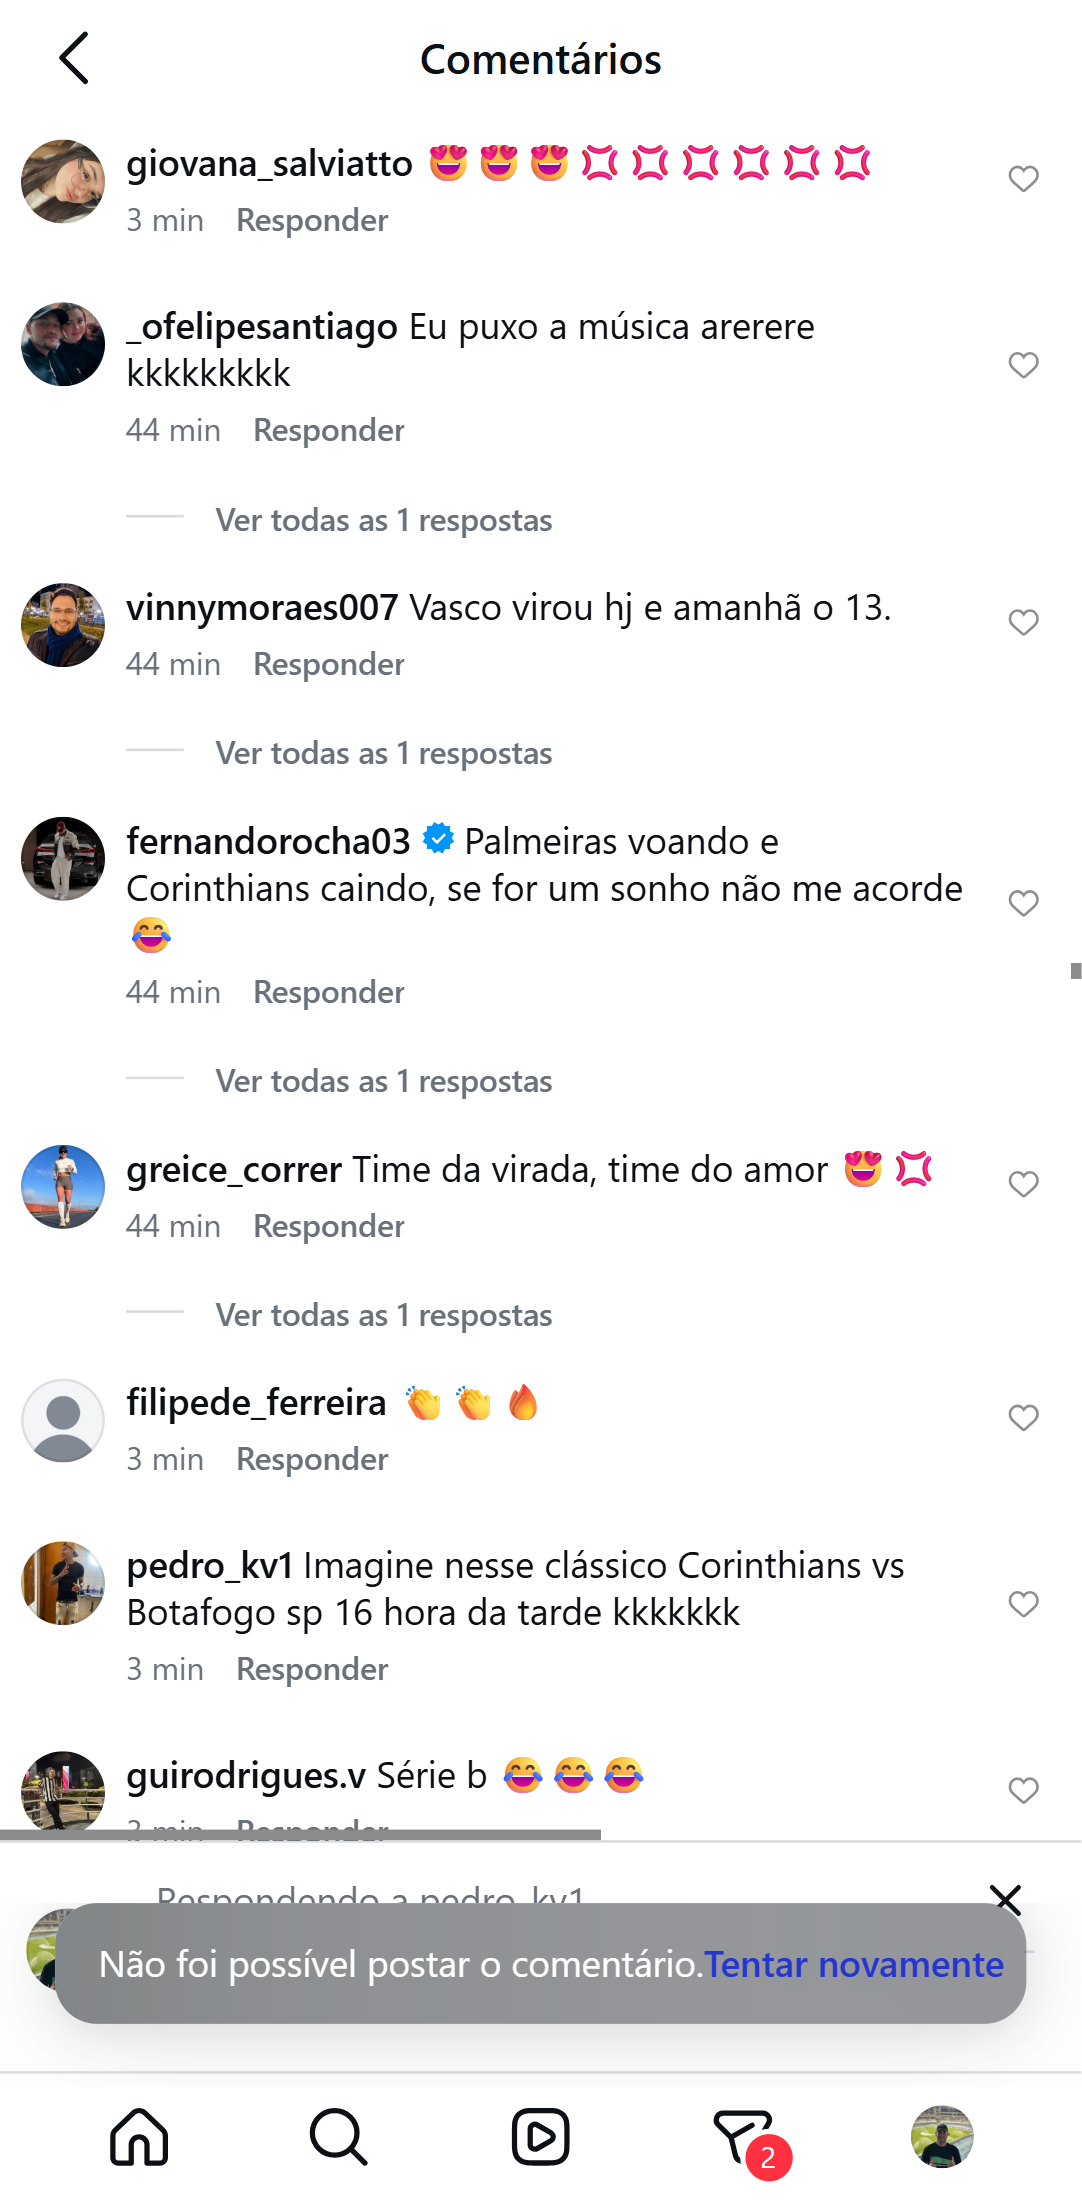 Comentários
giovana_salviatto 😍😍😍💢💢💢💢💢💢
3 min Responder
_ofelipesantiago Eu puxo a música arerere
kkkkkkkkk
44 min Responder
Ver todas as 1 respostas
vinnymoraes007 Vasco virou hj e amanhã o 13.
44 min Responder
Ver todas as 1 respostas
fernandorocha03 Palmeiras voando e
Corinthians caindo, se for um sonho não me acorde
😂
44 min Responder
Ver todas as 1 respostas
greice_correr Time da virada, time do amor 😍💢
44 min Responder
Ver todas as 1 respostas
filipede_ferreira 👏👏🔥
3 min Responder
pedro_kv1 Imagine nesse clássico Corinthians vs
Botafogo sp 16 hora da tarde kkkkkkk
3 min Responder
guirodrigues.v Série b 😂😂😂
3 min Responder
Respondendo a pedro_kv1
Não foi possível postar o comentário.Tentar novamente
2